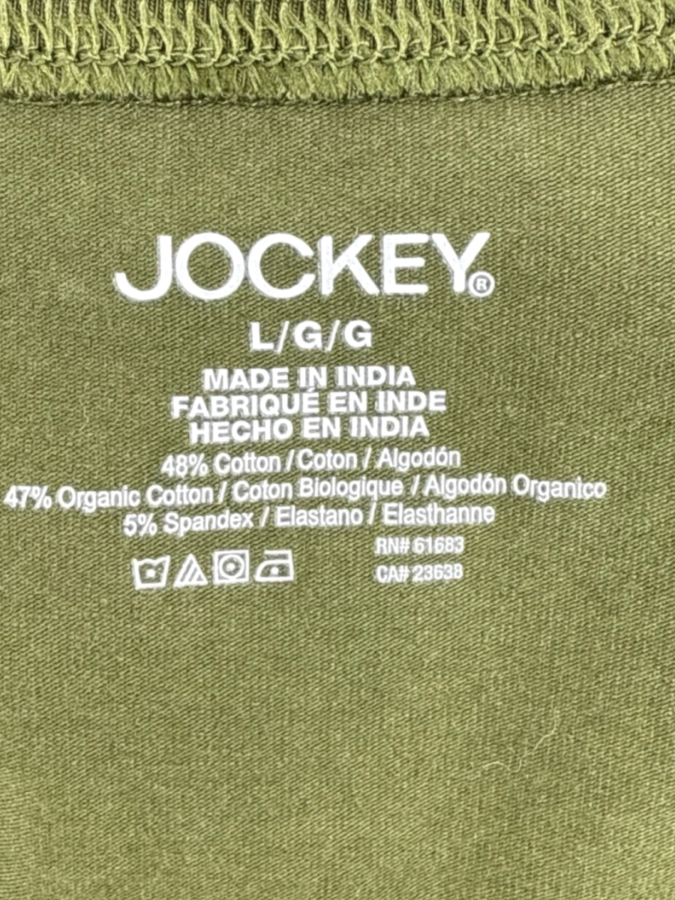 JOCKEY®
L/G/G
MADE IN INDIA
FABRIQUÉ EN INDE
HECHO EN INDIA
48% Cotton / Coton / Algodón
47% Organic Cotton / Coton Biologique / Algodón Organico
5% Spandex / Elastano / Elasthanne
RN# 61683
CA# 23638